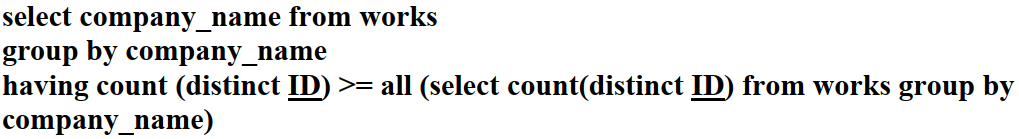 select company_name from works
group by company_name
having count (distinct ID) >= all (select count(distinct ID) from works group by
company_name)